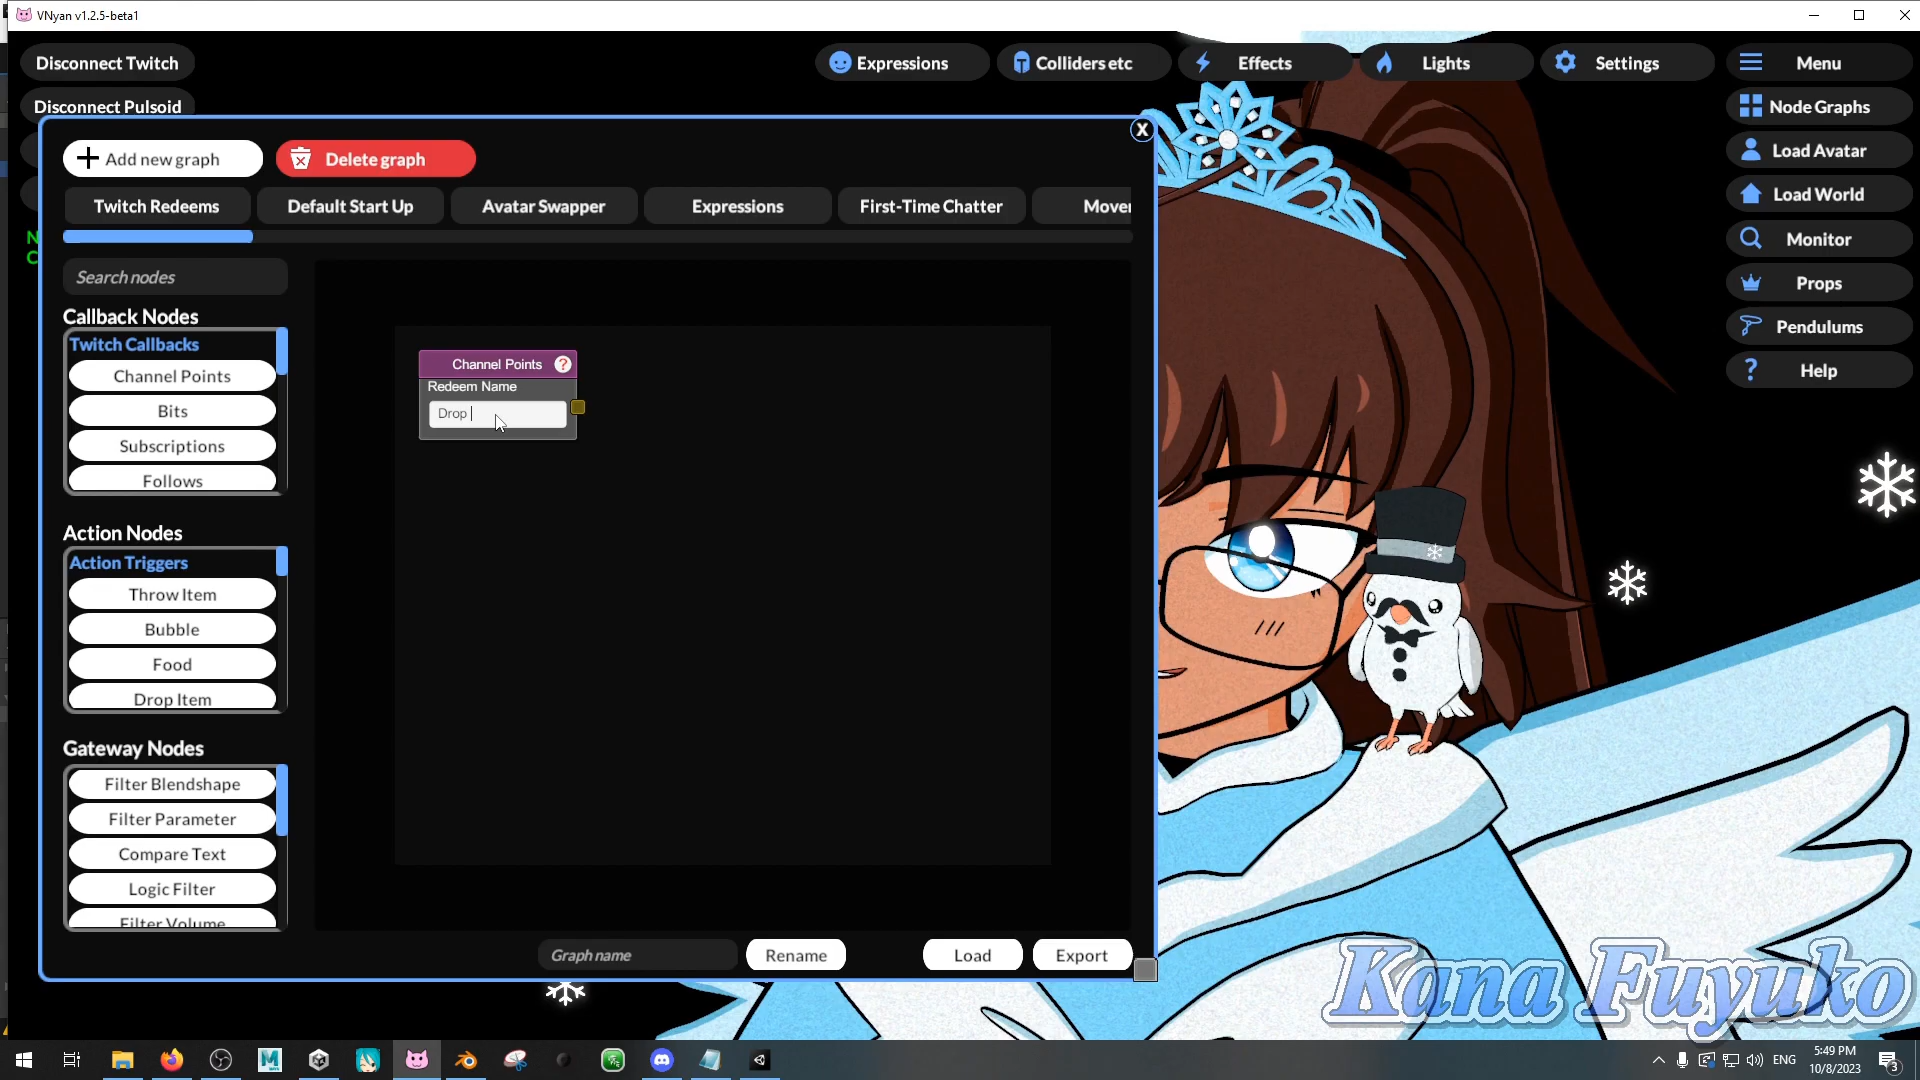 VNyan v1.2.5-beta1
Disconnect Twitch
Expressions
Colliders etc
Effects
Lights
Settings
Menu
Disconnect Pulsoid
Node Graphs
X
Add new graph
Delete graph
Load Avatar
Twitch Redeems
Default Start Up
Avatar Swapper
Expressions
First-Time Chatter
Mover
Load World
N
C
Monitor
Search nodes
Props
Callback Nodes
Twitch Callbacks
Pendulums
Channel Points
Bits
Subscriptions
Follows
Help
Channel Points ?
Redeem Name
Drop
Action Nodes
Action Triggers
Throw Item
Bubble
Food
Drop Item
Gateway Nodes
Filter Blendshape
Filter Parameter
Compare Text
Logic Filter
Filter Volume
Graph name
Rename
Load
Export
Kana Fuyuko
ENG
5:49 PM
10/8/2023
3